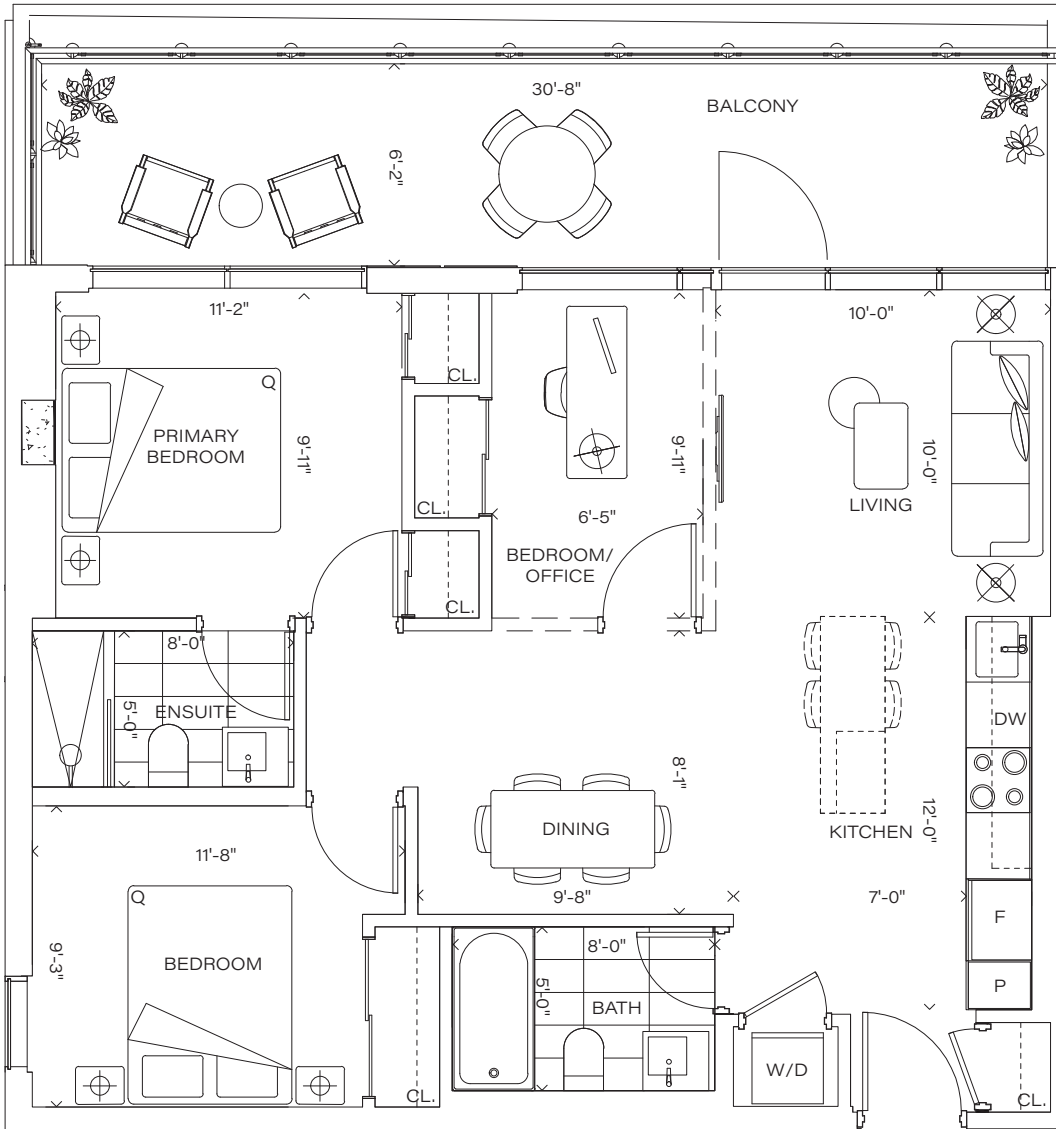 30'-8"
BALCONY
6'-2"
11'-2"
10'-0"
CL.
Q
PRIMARY
BEDROOM
9'-11"
9'-11"
10'-0"
LIVING
CL.
6'-5"
BEDROOM/
OFFICE
CL.
8'-0"
ENSUITE
5'-0"
DW
8'-1"
DINING
KITCHEN
12'-0"
11'-8"
9'-8"
7'-0"
Q
F
9'-3"
BEDROOM
8'-0"
5'-0"
BATH
P
W/D
CL.
CL.